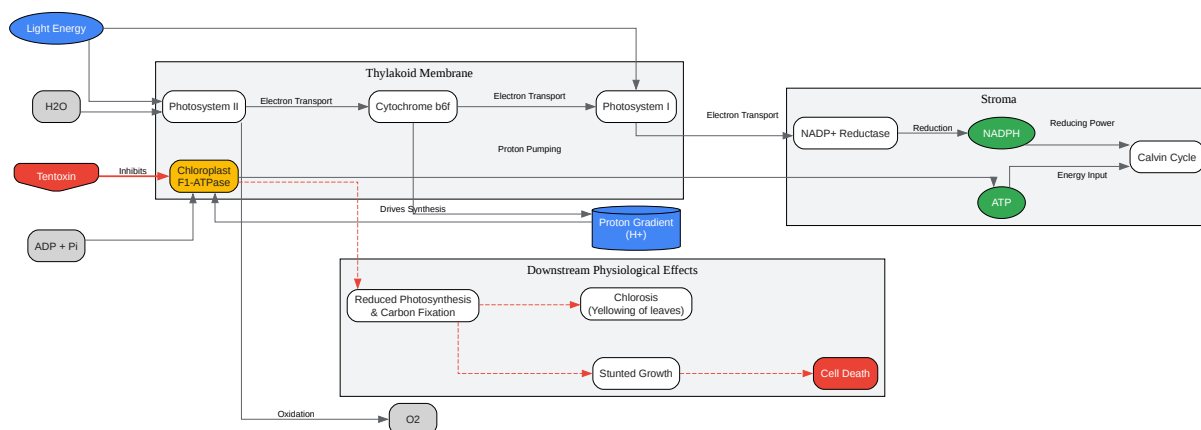 Light Energy
Thylakoid Membrane
H2O
Photosystem II
Electron Transport
Cytochrome b6f
Electron Transport
Photosystem I
Electron Transport
Stroma
NADP+ Reductase
Reduction
NADPH
Reducing Power
Calvin Cycle
Proton Pumping
Tentoxin
Inhibits
Chloroplast
F1-ATPase
Energy Input
ATP
Drives Synthesis
Proton Gradient
(H+)
ADP + Pi
Downstream Physiological Effects
Reduced Photosynthesis
& Carbon Fixation
Chlorosis
(Yellowing of leaves)
Stunted Growth
Cell Death
Oxidation
O2